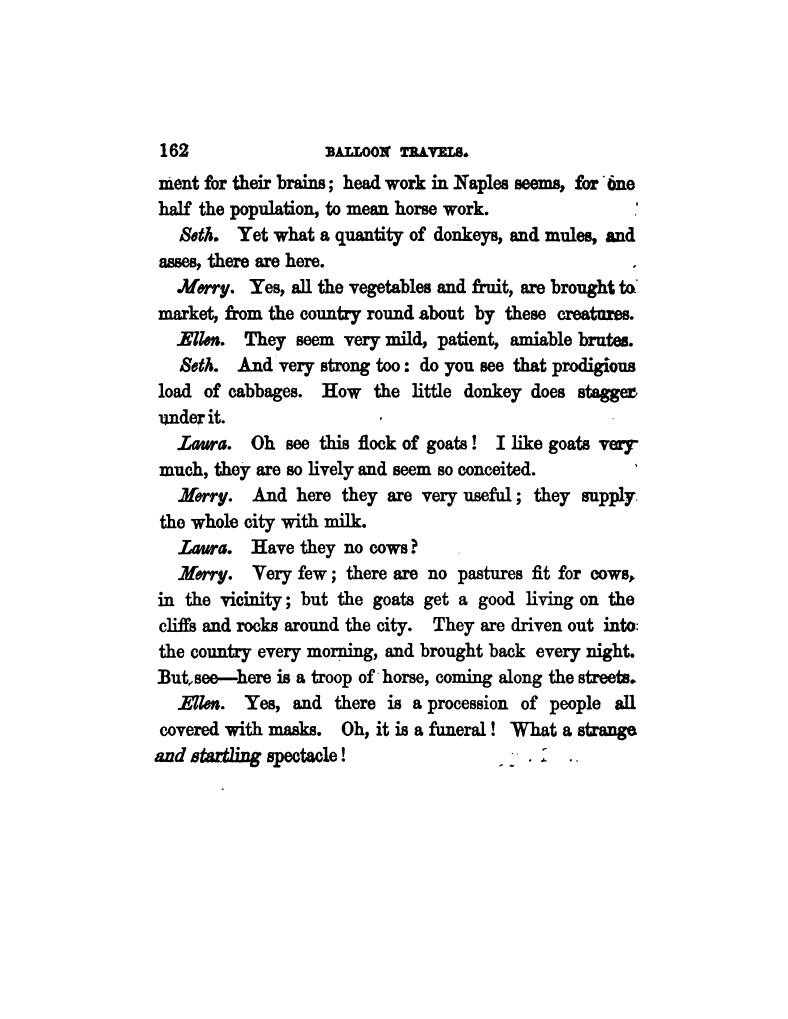 162 BALLOON TRAVELS.
ment for their brains; head work in Naples seems, for one
half the population, to mean horse work.
Seth. Yet what a quantity of donkeys, and mules, and
asses, there are here.
Merry. Yes, all the vegetables and fruit, are brought to
market, from the country round about by these creatures.
Ellen. They seem very mild, patient, amiable brutes.
Seth. And very strong too: do you see that prodigious
load of cabbages. How the little donkey does stagger
under it.
Laura. Oh see this flock of goats! I like goats very
much, they are so lively and seem so conceited.
Merry. And here they are very useful; they supply
the whole city with milk.
Laura. Have they no cows?
Merry. Very few; there are no pastures fit for cows,
in the vicinity; but the goats get a good living on the
cliffs and rocks around the city. They are driven out into
the country every morning, and brought back every night.
But, see—here is a troop of horse, coming along the streets.
Ellen. Yes, and there is a procession of people all
covered with masks. Oh, it is a funeral! What a strange
and startling spectacle!